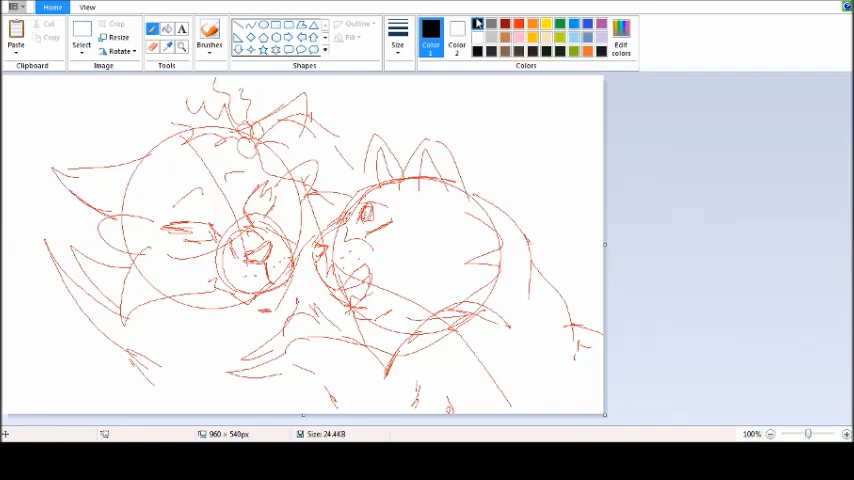 Home View
Cut
Copy
Paste
Clipboard
Select
Crop
Resize
Rotate
Image
A
Tools
Brushes
Shapes
Outline
Fill
Size
Color
1
Color
2
Colors
Edit
colors
960 × 540px
Size: 24.4KB
100%